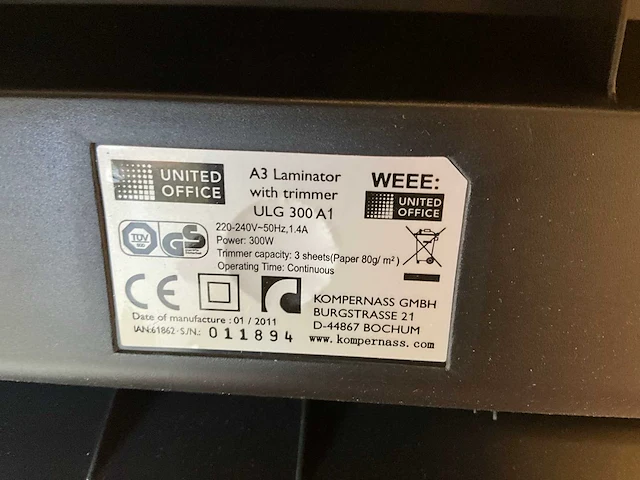 UNITED
OFFICE
A3 Laminator
with trimmer
ULG 300 A1
WEEE:
UNITED
OFFICE
220-240V~50Hz,1.4A
Power: 300W
Trimmer capacity: 3 sheets(Paper 80g/ m²)
Operating Time: Continuous
TÜV
GS
CE
KOMPERNASS GMBH
BURGSTRASSE 21
D-44867 BOCHUM
www.kompernass.com
Date of manufacture : 01 / 2011
IAN:61862 - S/N.: 011894